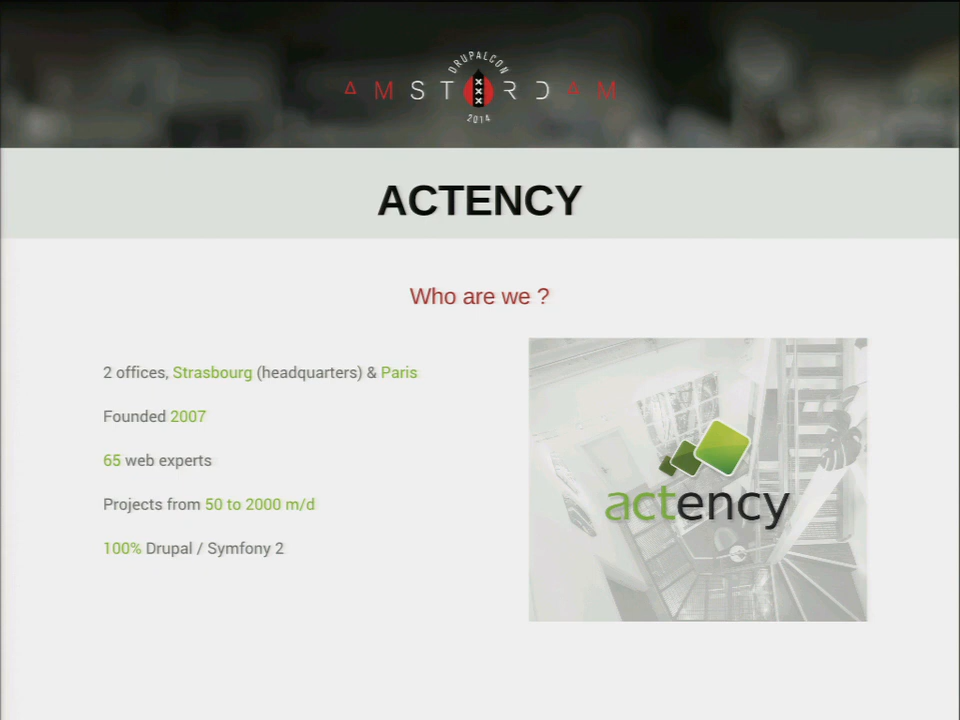 DRUPALCON
AMSTERDAM
2014
ACTENCY
Who are we ?
2 offices, Strasbourg (headquarters) & Paris
Founded 2007
65 web experts
Projects from 50 to 2000 m/d
100% Drupal / Symfony 2
actency